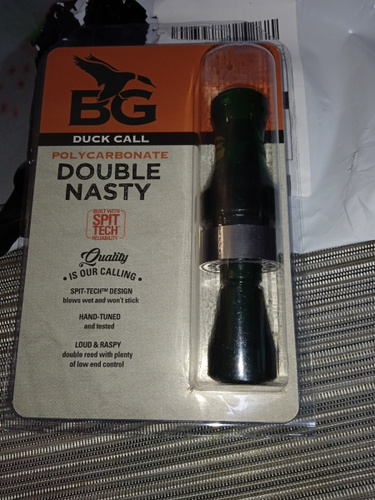 BG
DUCK CALL
POLYCARBONATE
DOUBLE
NASTY
BUILT WITH
SPIT
TECH
RELIABILITY
Quality
• IS OUR CALLING •
SPIT-TECH™ DESIGN
blows wet and won't stick
HAND-TUNED
and tested
LOUD & RASPY
double reed with plenty
of low end control